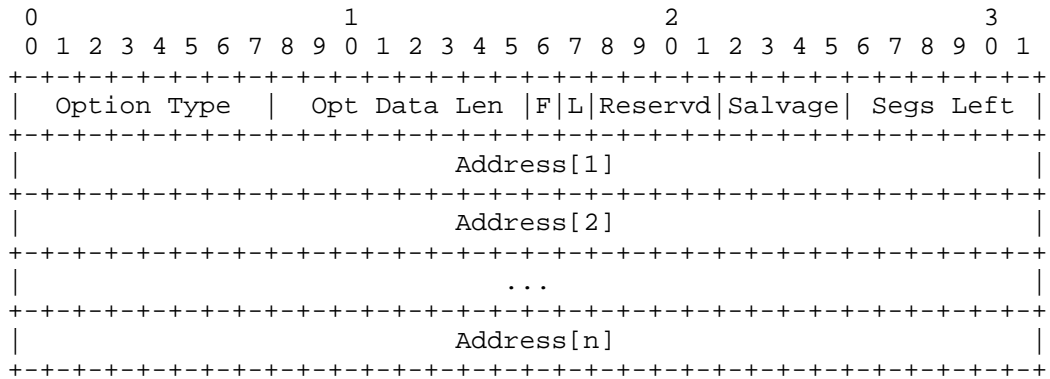 0                   1                   2                   3
 0 1 2 3 4 5 6 7 8 9 0 1 2 3 4 5 6 7 8 9 0 1 2 3 4 5 6 7 8 9 0 1
+-+-+-+-+-+-+-+-+-+-+-+-+-+-+-+-+-+-+-+-+-+-+-+-+-+-+-+-+-+-+-+-+
|  Option Type  |  Opt Data Len |F|L|Reservd|Salvage| Segs Left |
+-+-+-+-+-+-+-+-+-+-+-+-+-+-+-+-+-+-+-+-+-+-+-+-+-+-+-+-+-+-+-+-+
|                           Address[1]                          |
+-+-+-+-+-+-+-+-+-+-+-+-+-+-+-+-+-+-+-+-+-+-+-+-+-+-+-+-+-+-+-+-+
|                           Address[2]                          |
+-+-+-+-+-+-+-+-+-+-+-+-+-+-+-+-+-+-+-+-+-+-+-+-+-+-+-+-+-+-+-+-+
|                              ...                              |
+-+-+-+-+-+-+-+-+-+-+-+-+-+-+-+-+-+-+-+-+-+-+-+-+-+-+-+-+-+-+-+-+
|                           Address[n]                          |
+-+-+-+-+-+-+-+-+-+-+-+-+-+-+-+-+-+-+-+-+-+-+-+-+-+-+-+-+-+-+-+-+